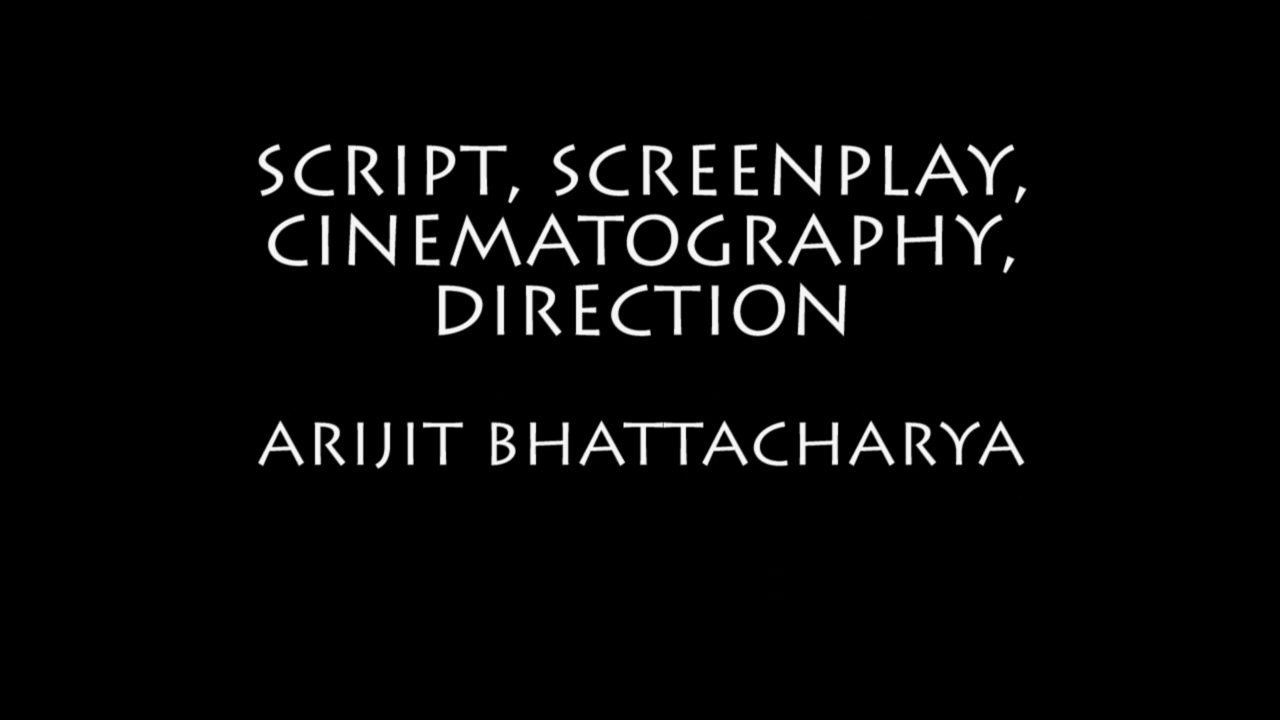 SCRIPT, SCREENPLAY,
CINEMATOGRAPHY,
DIRECTION
ARIJIT BHATTACHARYA